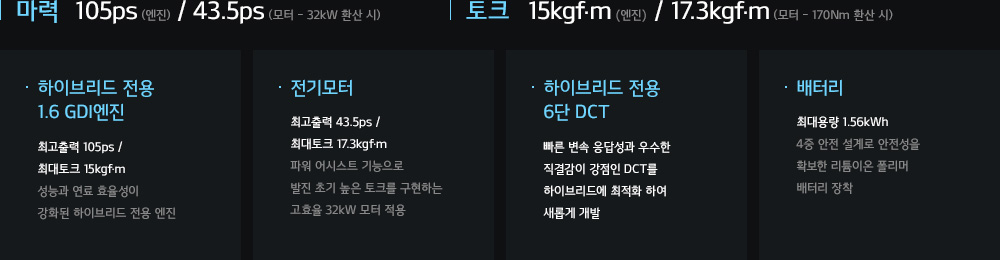 마력 105ps (엔진) / 43.5ps (모터 - 32kW 환산 시)
토크 15kgf·m (엔진) / 17.3kgf·m (모터 - 170Nm 환산 시)
· 하이브리드 전용
1.6 GDI엔진
최고출력 105ps /
최대토크 15kgf·m
성능과 연료 효율성이
강화된 하이브리드 전용 엔진
· 전기모터
최고출력 43.5ps /
최대토크 17.3kgf·m
파워 어시스트 기능으로
발진 초기 높은 토크를 구현하는
고효율 32kW 모터 적용
· 하이브리드 전용
6단 DCT
빠른 변속 응답성과 우수한
직결감이 강점인 DCT를
하이브리드에 최적화 하여
새롭게 개발
· 배터리
최대용량 1.56kWh
4중 안전 설계로 안전성을
확보한 리튬이온 폴리머
배터리 장착